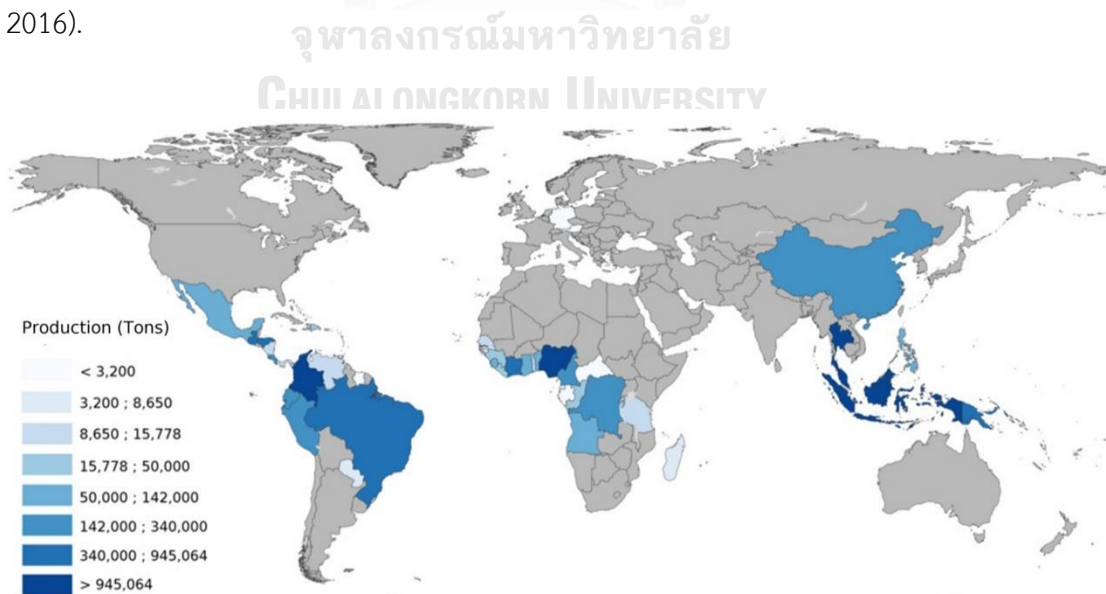 2016).
จุฬาลงกรณ์มหาวิทยาลัย
CHULALONGKORN UNIVERSITY
Production (Tons)
< 3,200
3,200 ; 8,650
8,650 ; 15,778
15,778 ; 50,000
50,000 ; 142,000
142,000 ; 340,000
340,000 ; 945,064
> 945,064